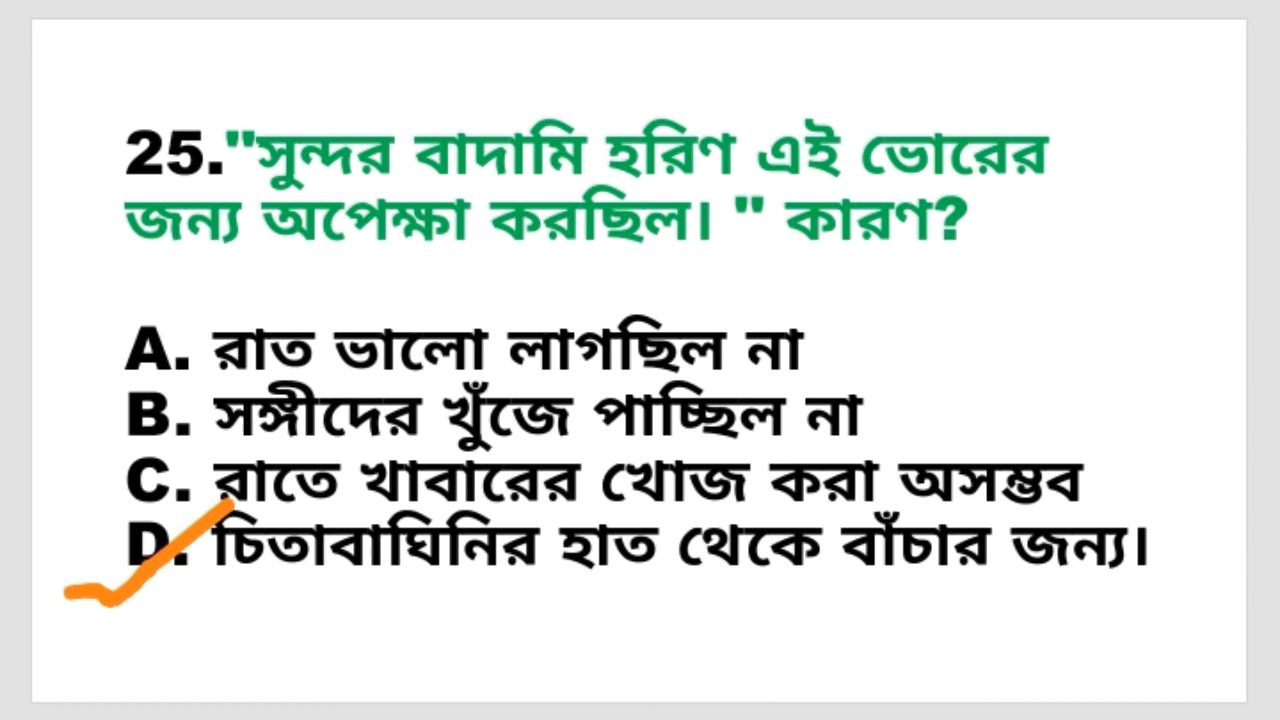 25."সুন্দর বাদামি হরিণ এই ভোরের
জন্য অপেক্ষা করছিল। " কারণ?
A. রাত ভালো লাগছিল না
B. সঙ্গীদের খুঁজে পাচ্ছিল না
C. রাতে খাবারের খোজ করা অসম্ভব
D. চিতাবাঘিনির হাত থেকে বাঁচার জন্য।